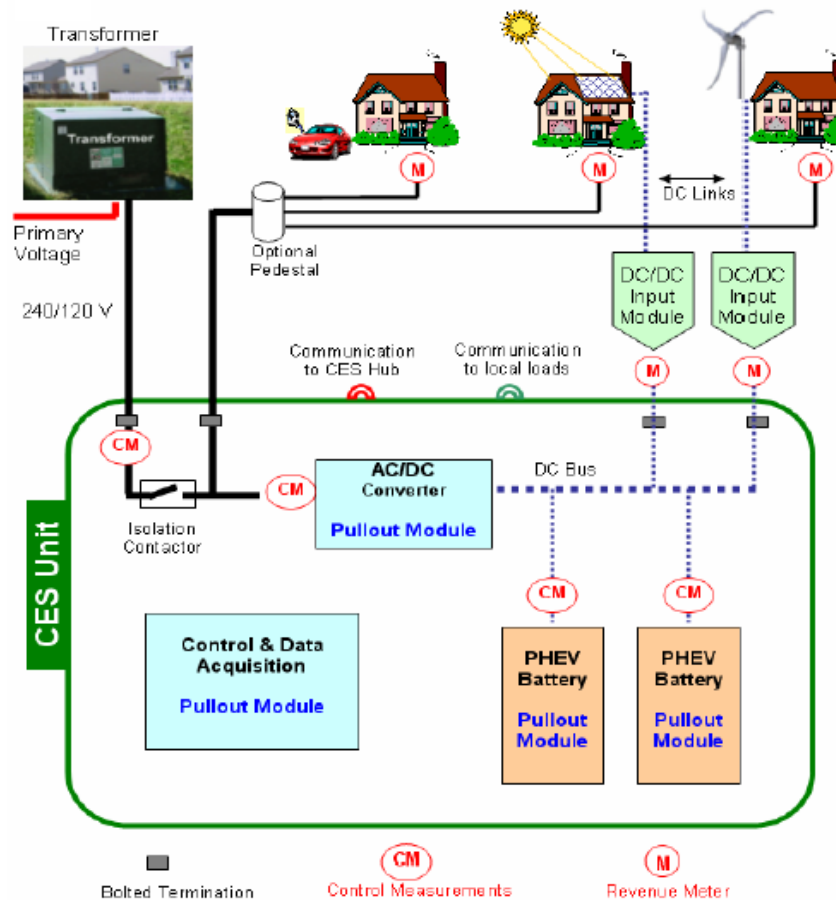 Transformer
Transformer
M
M
M
DC Links
Primary
Voltage
Optional
Pedestal
DC/DC
Input
Module
DC/DC
Input
Module
240/120 V
Communication
to CES Hub
Communication
to local loads
M
M
CM
CM
AC/DC
Converter
Pullout Module
DC Bus
Isolation
Contactor
CES Unit
CM
CM
Control & Data
Acquisition
Pullout Module
PHEV
Battery
Pullout
Module
PHEV
Battery
Pullout
Module
CM
M
Bolted Termination
Control Measurements
Revenue Meter